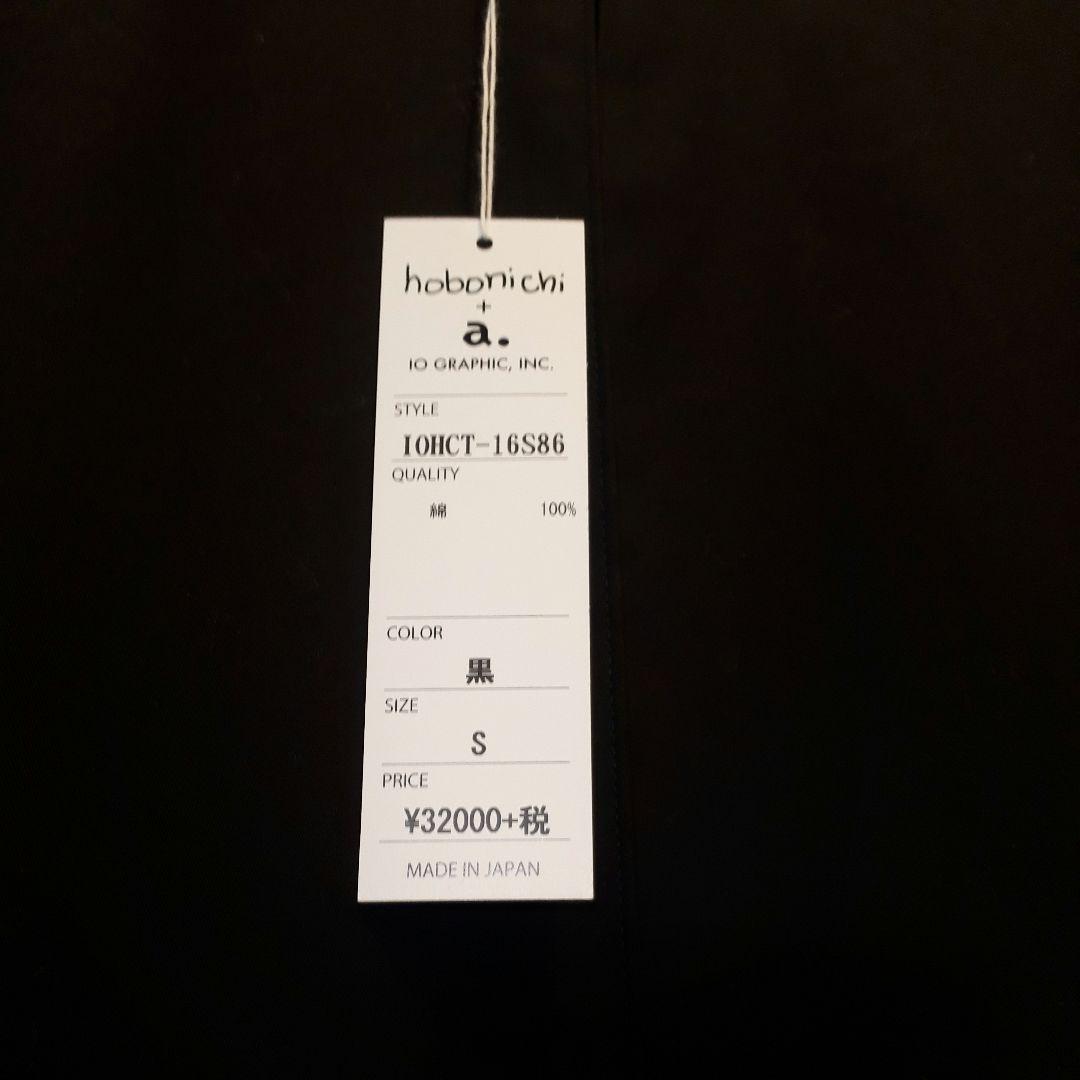 hobonichi
+
a.
IO GRAPHIC, INC.
STYLE
IOHCT-16S86
QUALITY
綿 100%
COLOR
黒
SIZE
S
PRICE
¥32000+税
MADE IN JAPAN